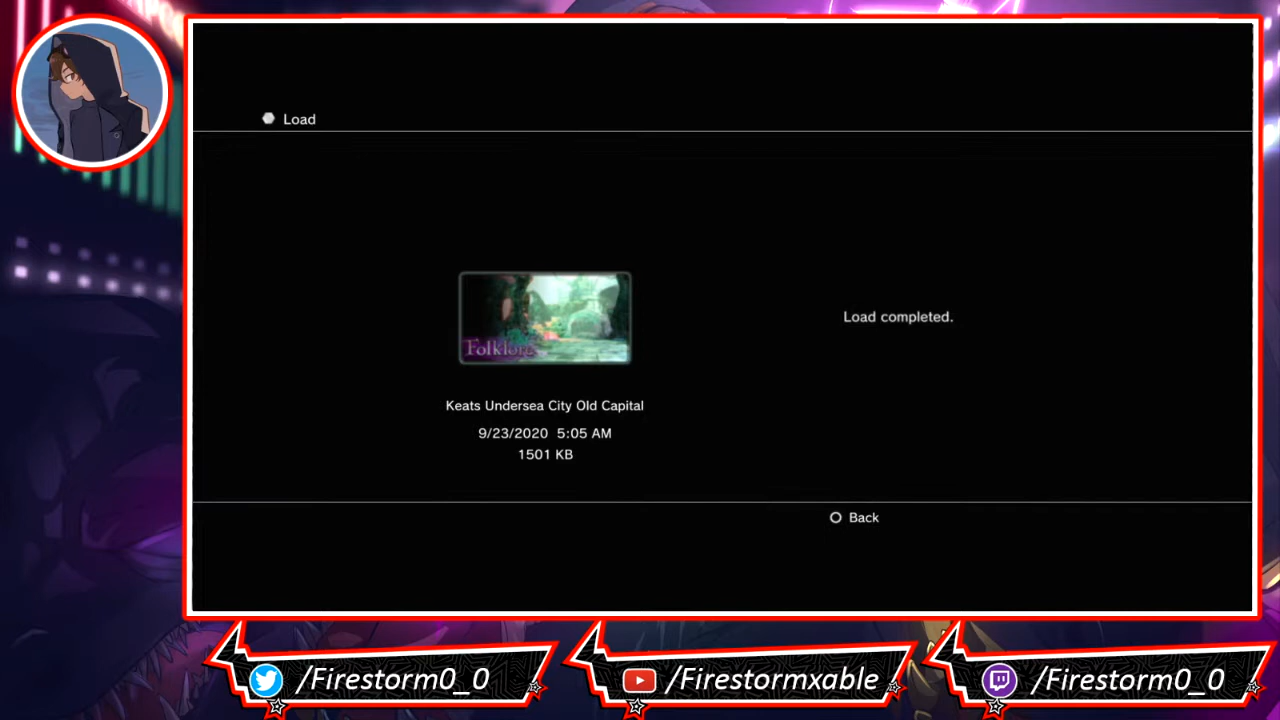 Load
Folklore
Load completed.
Keats Undersea City Old Capital
9/23/2020 5:05 AM
1501 KB
Back
/Firestorm0_0
/Firestormxable
/Firestorm0_0